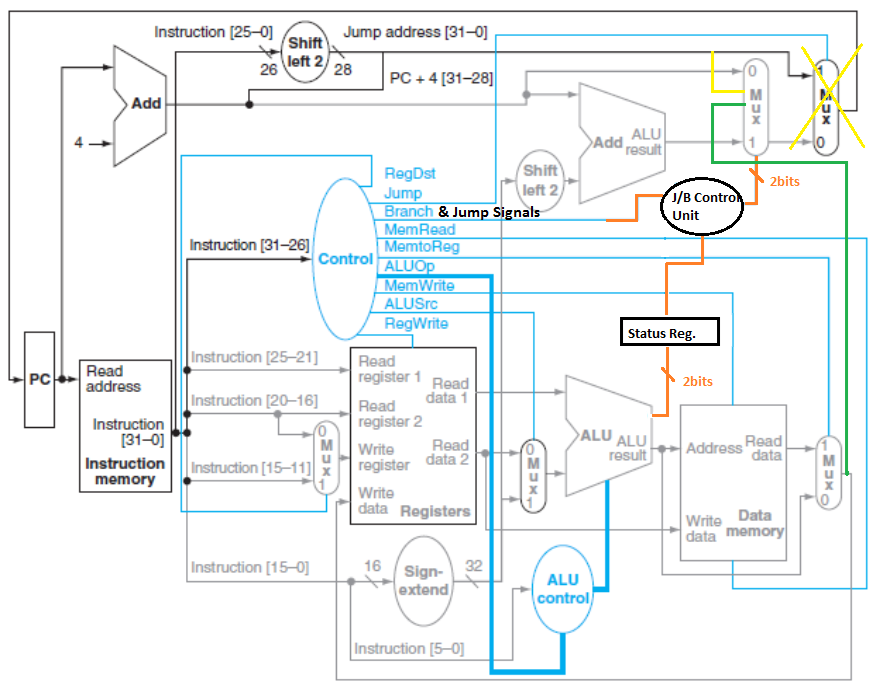 Instruction [25–0]
Shift
left 2
Jump address [31–0]
26
28
PC + 4 [31–28]
Add
4
0
M
u
x
1
1
M
u
x
0
Add
ALU
result
Shift
left 2
2bits
J/B Control
Unit
RegDst
Jump
Branch & Jump Signals
MemRead
MemtoReg
ALUOp
MemWrite
ALUSrc
RegWrite
Control
Instruction [31–26]
Status Reg.
2bits
PC
Read
address
Instruction
[31–0]
Instruction
memory
Instruction [25–21]
Instruction [20–16]
Instruction [15–11]
0
M
u
x
1
Read
register 1
Read
register 2
Write
register
Write
data
Read
data 1
Read
data 2
Registers
0
M
u
x
1
ALU
ALU
result
Address
Read
data
Write
data
Data
memory
1
M
u
x
0
Instruction [15–0]
16
Sign-
extend
32
ALU
control
Instruction [5–0]